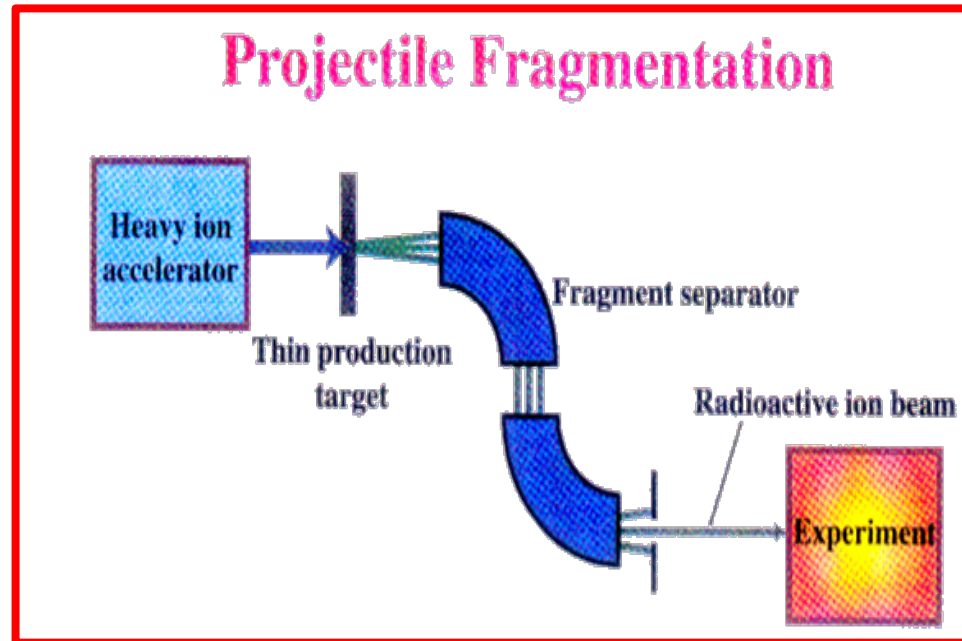 Projectile Fragmentation
Heavy ion
accelerator
Fragment separator
Thin production
target
Radioactive ion beam
Experiment